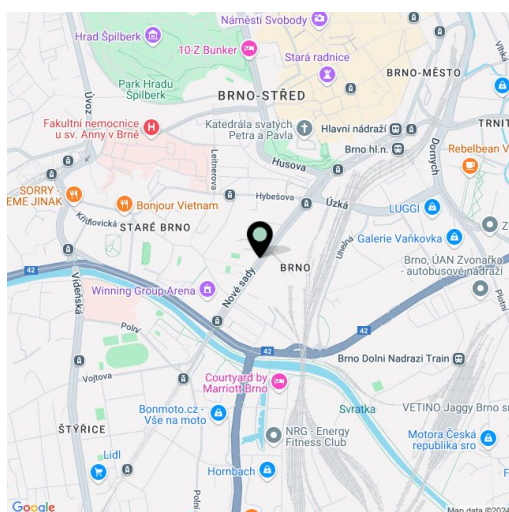 Náměstí Svobody
Hrad Špilberk
10-Z Bunker
Stará radnice
Vlhká
BRNO-MĚSTO
Park Hradu
Špilberk
BRNO-STŘED
Úvoz
Fakultní nemocnice
u sv. Anny v Brně
Katedrála svatých
Petra a Pavla
Hlavní nádraží
TRNIT
Brno hl.n.
Dornych
Husova
Leitnerova
Rebelbean V
SORRY -
EME JINAK
Hybešova
Úzká
Bonjour Vietnam
LUGGI
Křídlovická
STARÉ BRNO
Galerie Vaňkovka
Z
Uhelná
BRNO
Brno, ÚAN Zvonařka
- autobusové nádraží
42
Vídeňská
Nové sady
Winning Group Arena
Plotní
42
Polní
42
Brno Dolni Nadrazi Train
Vojtova
Courtyard by
Marriott Brno
Svratka
VETINO Jaggy Brno s
Bonmoto.cz -
Vše na moto
ŠTÝŘICE
NRG - Energy
Fitness Club
Motora Česká
republika sro
Lidl
Hornbach
Polní
Google
Map data ©2024